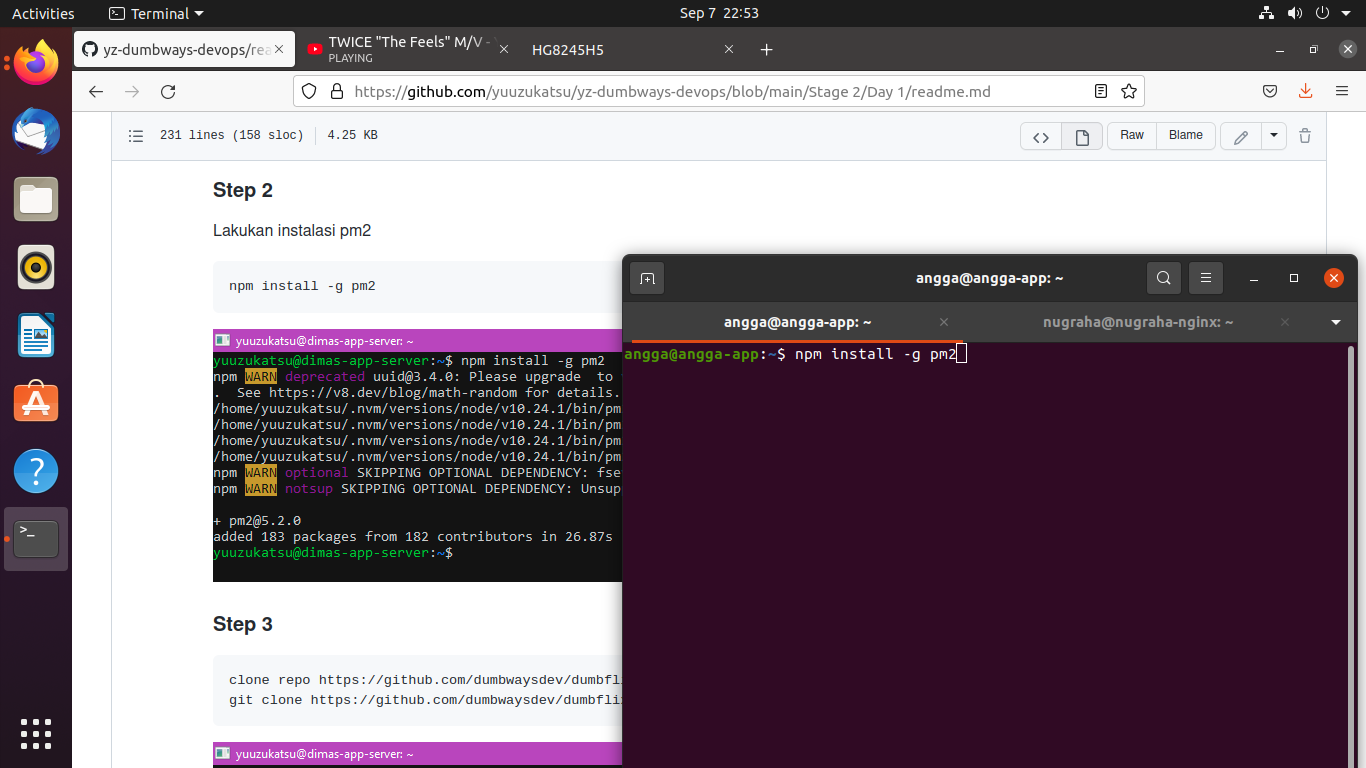 Activities
Terminal
Sep 7 22:53
yz-dumbways-devops/rea
TWICE "The Feels" M/V -
PLAYING
HG8245H5
https://github.com/yuuzukatsu/yz-dumbways-devops/blob/main/Stage 2/Day 1/readme.md
231 lines (158 sloc)
4.25 KB
Raw
Blame
Step 2
Lakukan instalasi pm2
npm install -g pm2
yuuzukatsu@dimas-app-server: ~
yuuzukatsu@dimas-app-server:~$ npm install -g pm2
npm WARN deprecated uuid@3.4.0: Please upgrade  to
.  See https://v8.dev/blog/math-random for details.
/home/yuuzukatsu/.nvm/versions/node/v10.24.1/bin/pm
/home/yuuzukatsu/.nvm/versions/node/v10.24.1/bin/pm
/home/yuuzukatsu/.nvm/versions/node/v10.24.1/bin/pm
/home/yuuzukatsu/.nvm/versions/node/v10.24.1/bin/pm
npm WARN optional SKIPPING OPTIONAL DEPENDENCY: fse
npm WARN notsup SKIPPING OPTIONAL DEPENDENCY: Unsup
+ pm2@5.2.0
added 183 packages from 182 contributors in 26.87s
yuuzukatsu@dimas-app-server:~$
Step 3
clone repo https://github.com/dumbwaysdev/dumbfli
git clone https://github.com/dumbwaysdev/dumbfli
yuuzukatsu@dimas-app-server: ~
angga@angga-app: ~
angga@angga-app: ~
nugraha@nugraha-nginx: ~
angga@angga-app:~$ npm install -g pm2